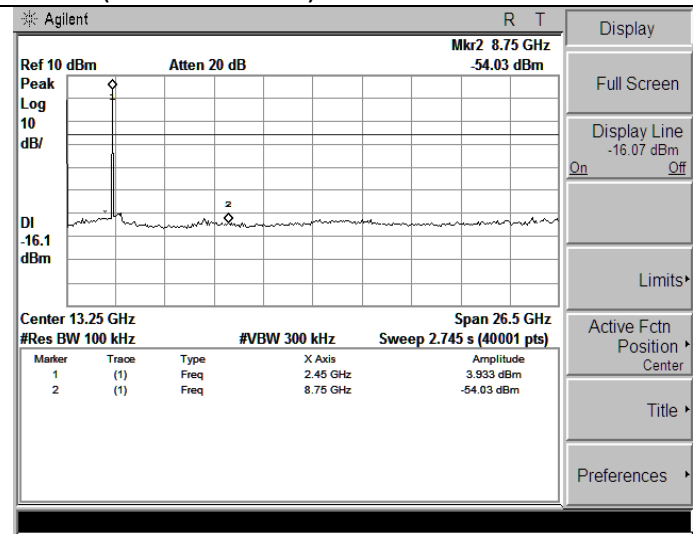 Agilent R T
Mkr2 8.75 GHz
Ref 10 dBm Atten 20 dB -54.03 dBm
Peak
Log
10
dB/
1
2
DI
-16.1
dBm
Center 13.25 GHz Span 26.5 GHz
#Res BW 100 kHz #VBW 300 kHz Sweep 2.745 s (40001 pts)
Marker Trace Type X Axis Amplitude
1 (1) Freq 2.45 GHz 3.933 dBm
2 (1) Freq 8.75 GHz -54.03 dBm
Display
Full Screen
Display Line
-16.07 dBm
On Off
Limits
Active Fctn
Position
Center
Title
Preferences